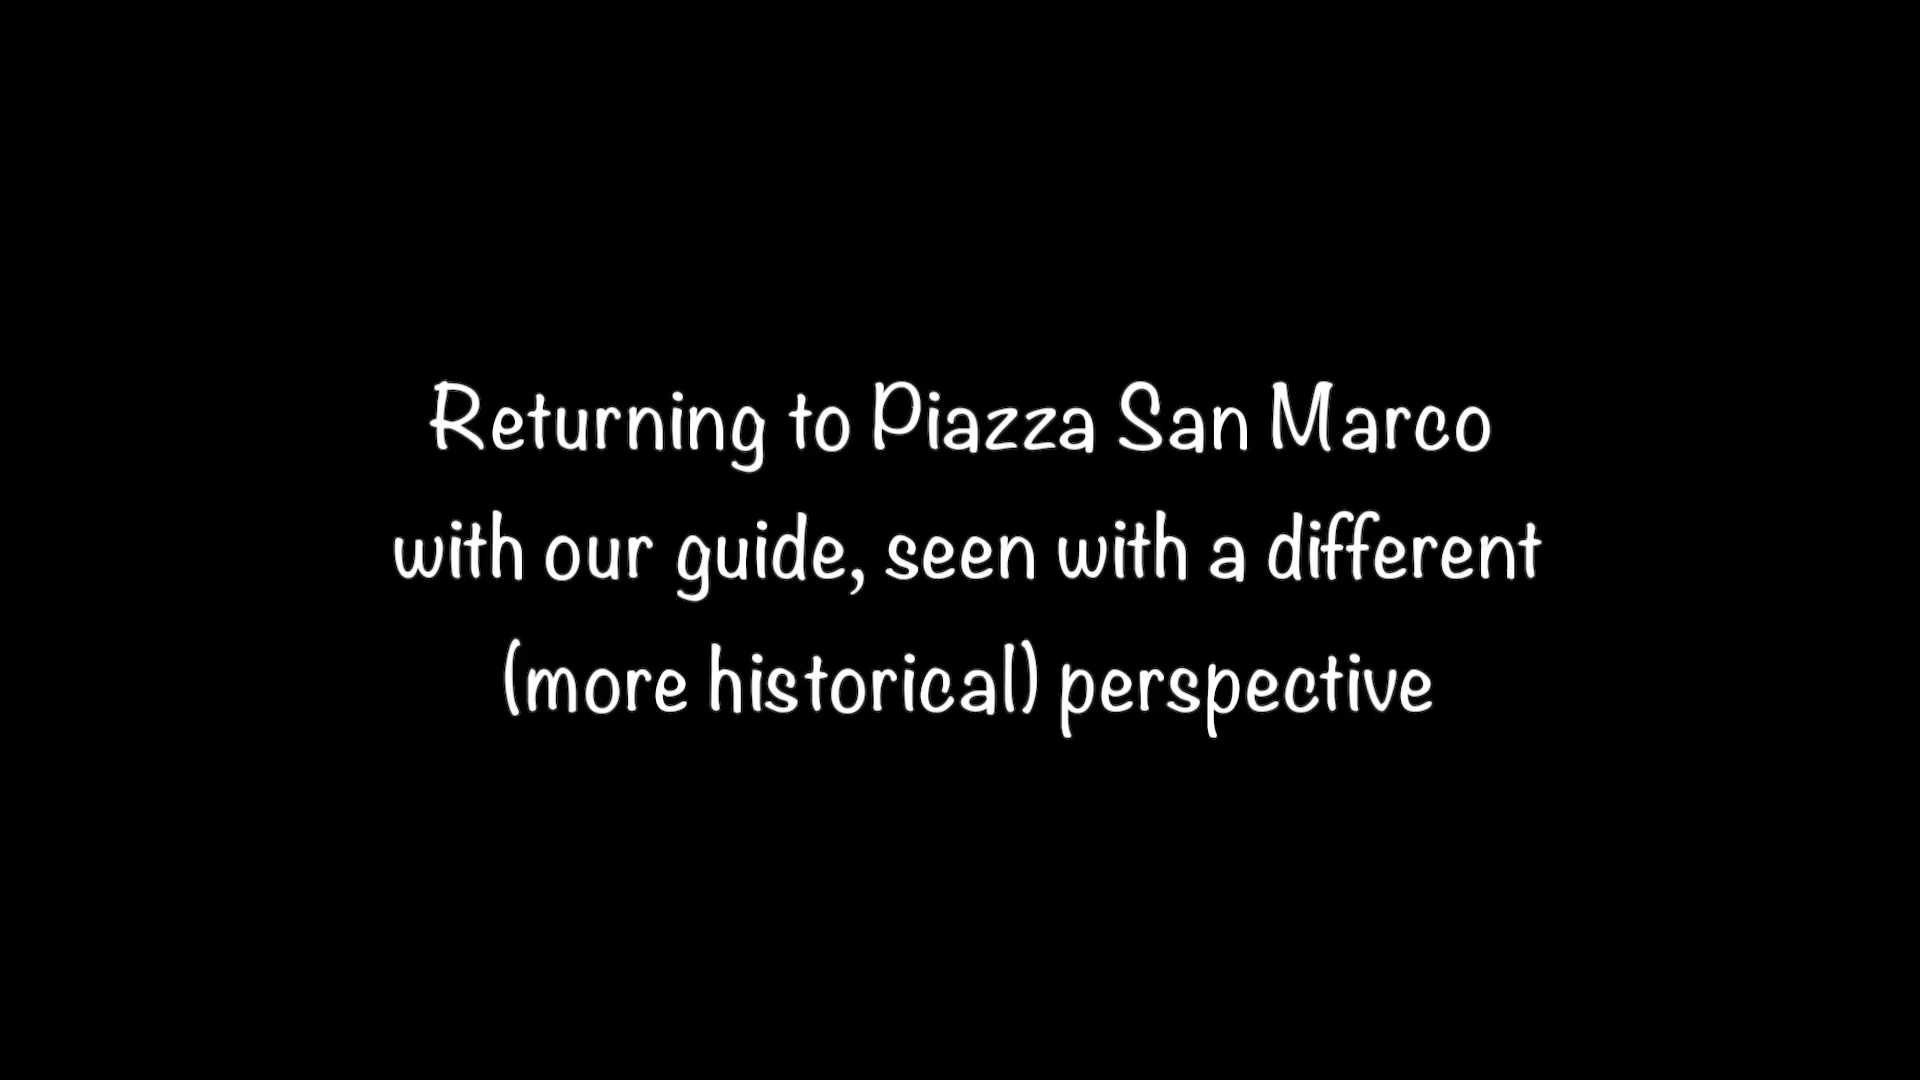 Returning to Piazza San Marco
with our guide, seen with a different
(more historical) perspective